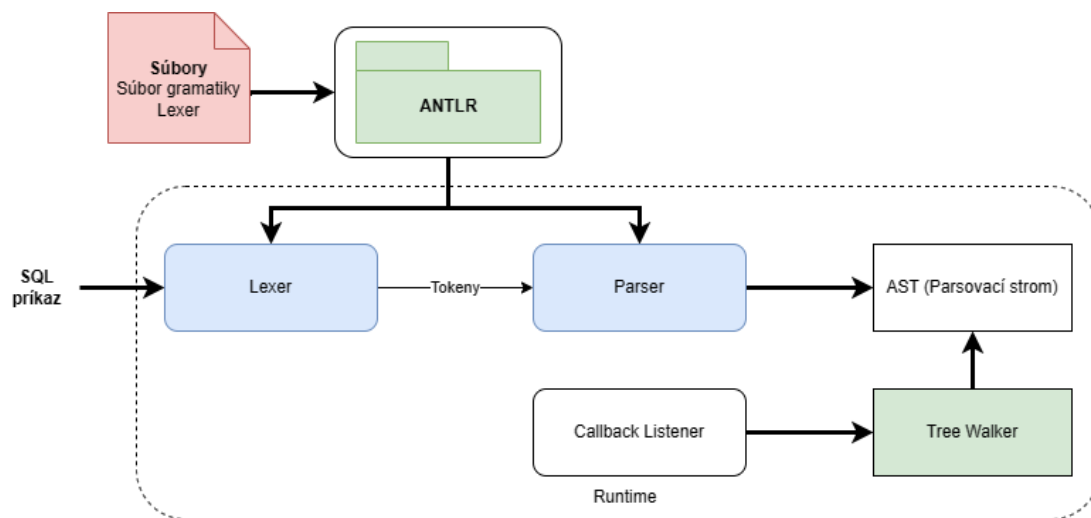 Súbory
Súbor gramatiky
Lexer
ANTLR
SQL
príkaz
Lexer
Tokeny
Parser
AST (Parsovací strom)
Callback Listener
Tree Walker
Runtime